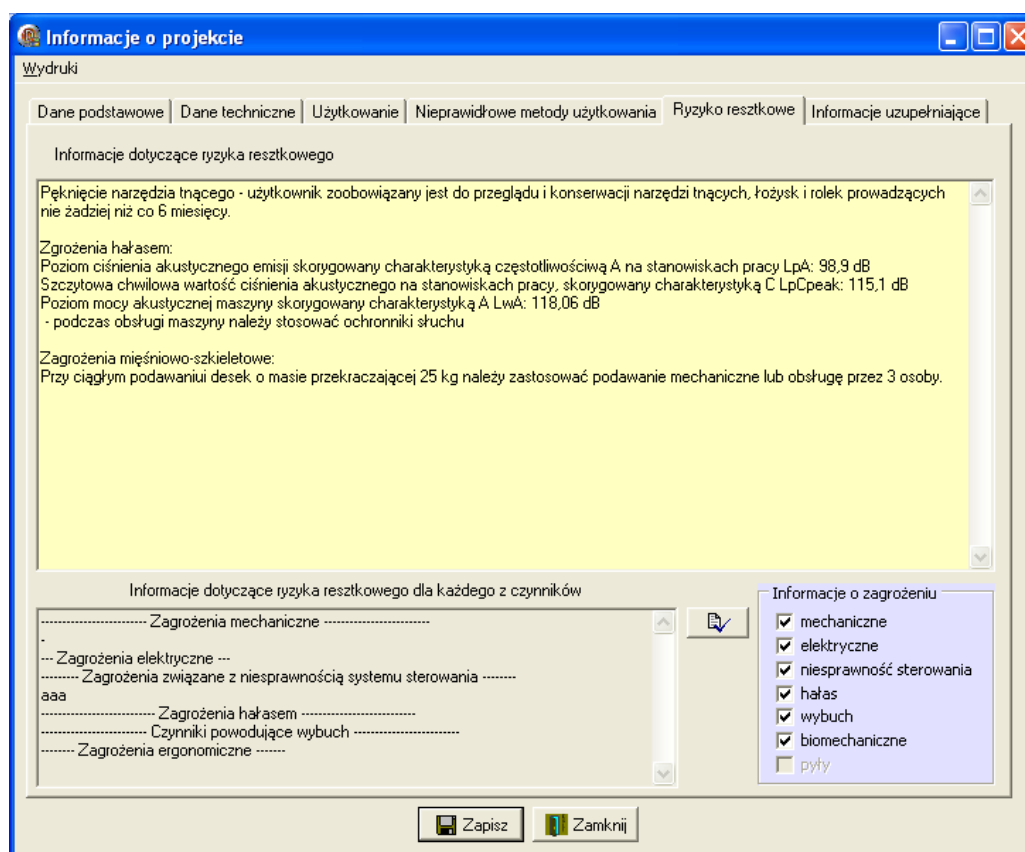 Informacje o projekcie
Wydruki
Dane podstawowe Dane techniczne Użytkowanie Nieprawidłowe metody użytkowania Ryzyko resztkowe Informacje uzupełniające
Informacje dotyczące ryzyka resztkowego
Pęknięcie narzędzia tnącego - użytkownik zoobowiązany jest do przeglądu i konserwacji narzędzi tnących, łożysk i rolek prowadzących
nie żadziej niż co 6 miesięcy.
Zgrożenia hałasem:
Poziom ciśnienia akustycznego emisji skorygowany charakterystyką częstotliwościwą A na stanowiskach pracy LpA: 98,9 dB
Szczytowa chwilowa wartość ciśnienia akustycznego na stanowiskach pracy, skorygowany charakterystyką C LpCpeak: 115,1 dB
Poziom mocy akustycznej maszyny skorygowany charakterystyką A LwA: 118,06 dB
- podczas obsługi maszyny należy stosować ochronniki słuchu
Zagrożenia mięśniowo-szkieletowe:
Przy ciągłym podawaniui desek o masie przekraczającej 25 kg należy zastosować podawanie mechaniczne lub obsługę przez 3 osoby.
Informacje dotyczące ryzyka resztkowego dla każdego z czynników
------------------------- Zagrożenia mechaniczne -------------------------
-
--- Zagrożenia elektryczne ---
--------- Zagrożenia związane z niesprawnością systemu sterowania --------
aaa
--------------------------- Zagrożenia hałasem ---------------------------
------------------------- Czynniki powodujące wybuch -------------------------
-------- Zagrożenia ergonomiczne -------
Informacje o zagrożeniu
mechaniczne
elektryczne
niesprawność sterowania
hałas
wybuch
biomechaniczne
pyły
Zapisz Zamknij